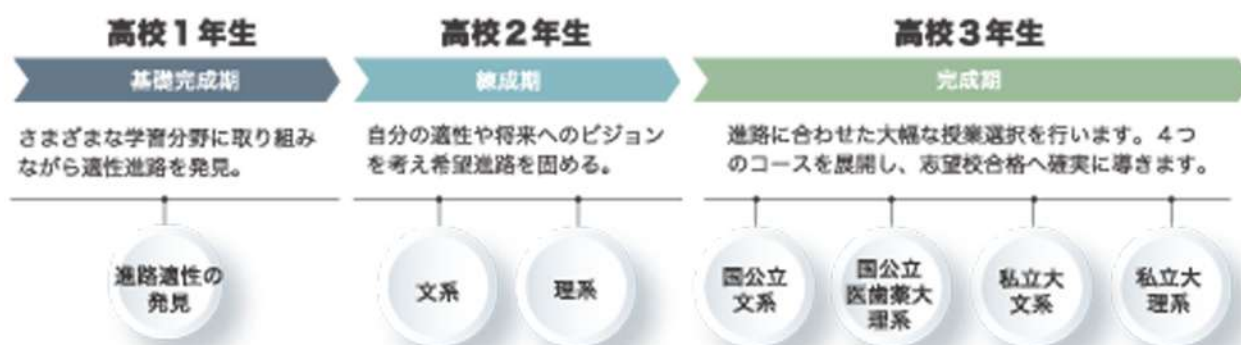 高校1年生
基礎完成期
さまざまな学習分野に取り組み
ながら適性進路を発見。
進路適性の
発見
高校2年生
練成期
自分の適性や将来へのビジョン
を考え希望進路を固める。
文系
理系
高校3年生
完成期
進路に合わせた大幅な授業選択を行います。4つ
のコースを展開し、志望校合格へ確実に導きます。
国公立
文系
国公立
医歯薬大
理系
私立大
文系
私立大
理系